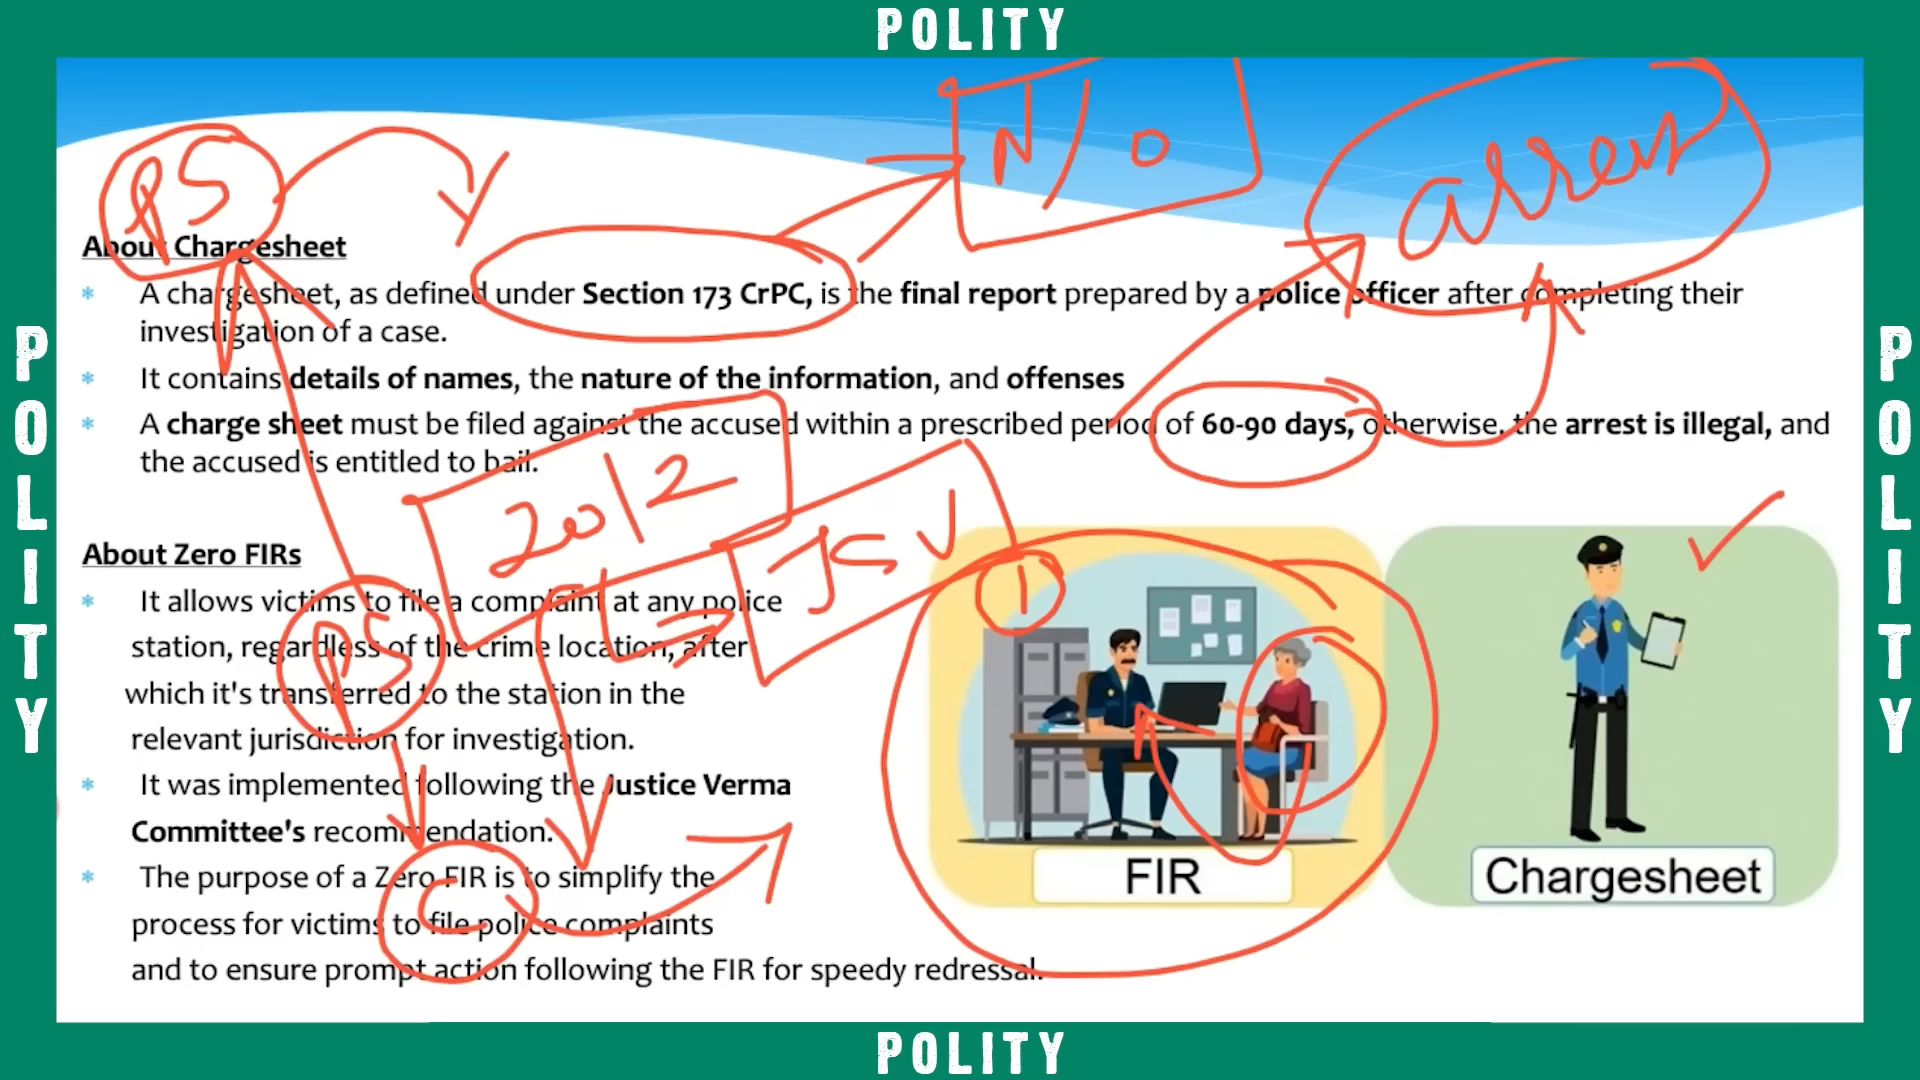 POLITY
POLITY
POLITY
PS
N/O
arrest
About Chargesheet
* A chargesheet, as defined under Section 173 CrPC, is the final report prepared by a police officer after completing their
investigation of a case.
* It contains details of names, the nature of the information, and offenses
* A charge sheet must be filed against the accused within a prescribed period of 60-90 days, otherwise, the arrest is illegal, and
the accused is entitled to bail.
2012
JSV
1
About Zero FIRs
* It allows victims to file a complaint at any police
station, regardless of the crime location, after
which it's transferred to the station in the
relevant jurisdiction for investigation.
PS
* It was implemented following the Justice Verma
Committee's recommendation.
* The purpose of a Zero FIR is to simplify the
process for victims to file police complaints
and to ensure prompt action following the FIR for speedy redressal.
C
FIR
Chargesheet
POLITY